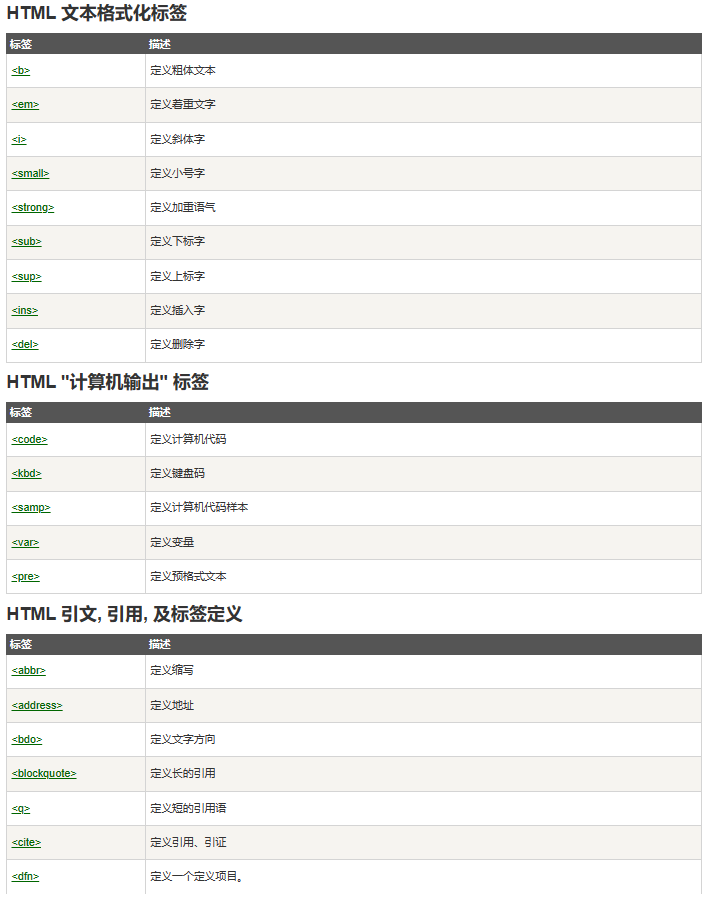 HTML 文本格式化标签
标签 描述
<b> 定义粗体文本
<em> 定义着重文字
<i> 定义斜体字
<small> 定义小号字
<strong> 定义加重语气
<sub> 定义下标字
<sup> 定义上标字
<ins> 定义插入字
<del> 定义删除字
HTML "计算机输出" 标签
标签 描述
<code> 定义计算机代码
<kbd> 定义键盘码
<samp> 定义计算机代码样本
<var> 定义变量
<pre> 定义预格式文本
HTML 引文, 引用, 及标签定义
标签 描述
<abbr> 定义缩写
<address> 定义地址
<bdo> 定义文字方向
<blockquote> 定义长的引用
<q> 定义短的引用语
<cite> 定义引用、引证
<dfn> 定义一个定义项目。